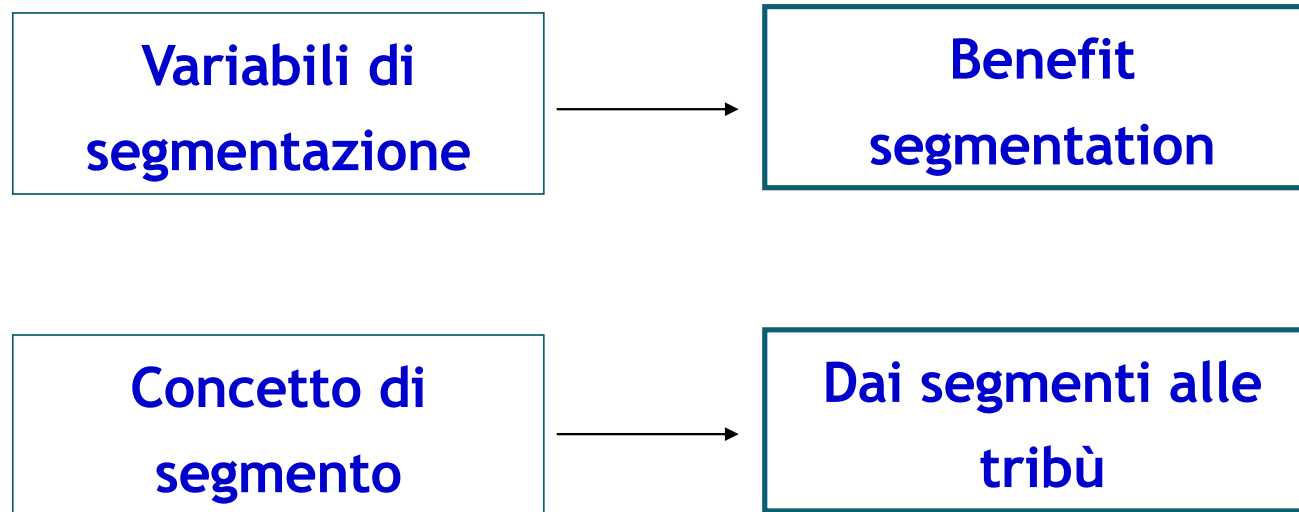 Variabili di
segmentazione
Benefit
segmentation
Concetto di
segmento
Dai segmenti alle
tribù